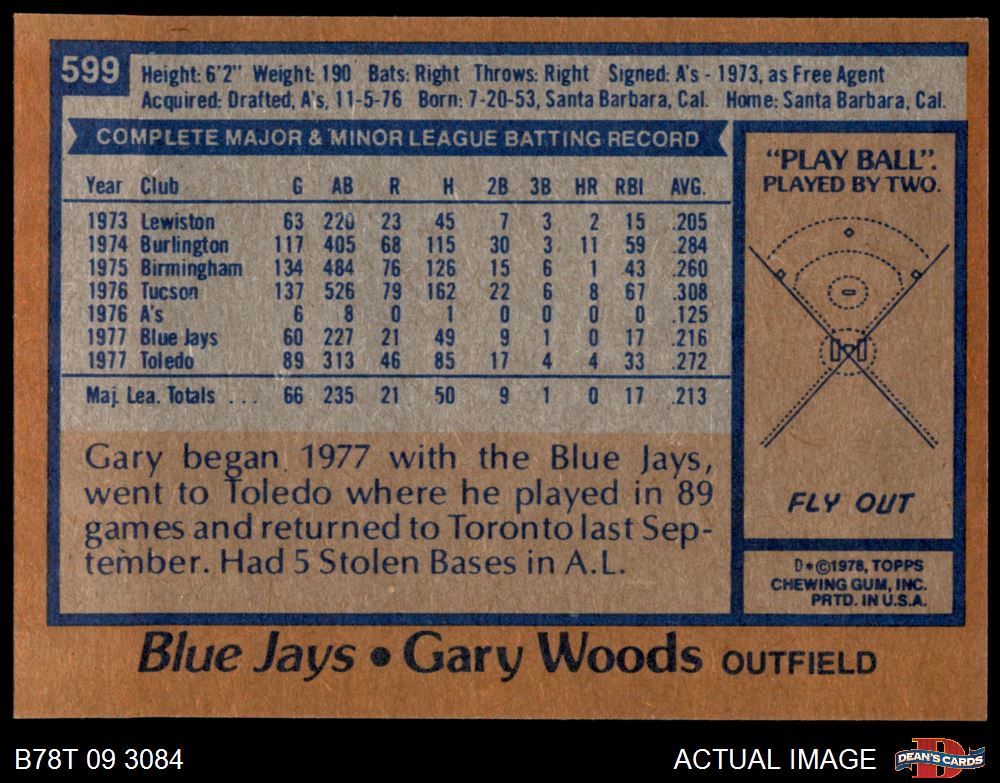 599
Height: 6'2" Weight: 190 Bats: Right Throws: Right Signed: A's - 1973, as Free Agent
Acquired: Drafted, A's, 11-5-76 Born: 7-20-53, Santa Barbara, Cal. Home: Santa Barbara, Cal.
COMPLETE MAJOR & MINOR LEAGUE BATTING RECORD
Year Club G AB R H 2B 3B HR RBI AVG.
1973 Lewiston 63 220 23 45 7 3 2 15 .205
1974 Burlington 117 405 68 115 30 3 11 59 .284
1975 Birmingham 134 484 76 126 15 6 1 43 .260
1976 Tucson 137 526 79 162 22 6 8 67 .308
1976 A's 6 8 0 1 0 0 0 0 .125
1977 Blue Jays 60 227 21 49 9 1 0 17 .216
1977 Toledo 89 313 46 85 17 4 4 33 .272
Maj. Lea. Totals . . . 66 235 21 50 9 1 0 17 .213
Gary began 1977 with the Blue Jays,
went to Toledo where he played in 89
games and returned to Toronto last Sep-
tember. Had 5 Stolen Bases in A.L.
"PLAY BALL".
PLAYED BY TWO.
FLY OUT
D*©1978, TOPPS
CHEWING GUM, INC.
PRTD. IN U.S.A.
Blue Jays • Gary Woods OUTFIELD
B78T 09 3084
ACTUAL IMAGE
DEAN'S CARDS